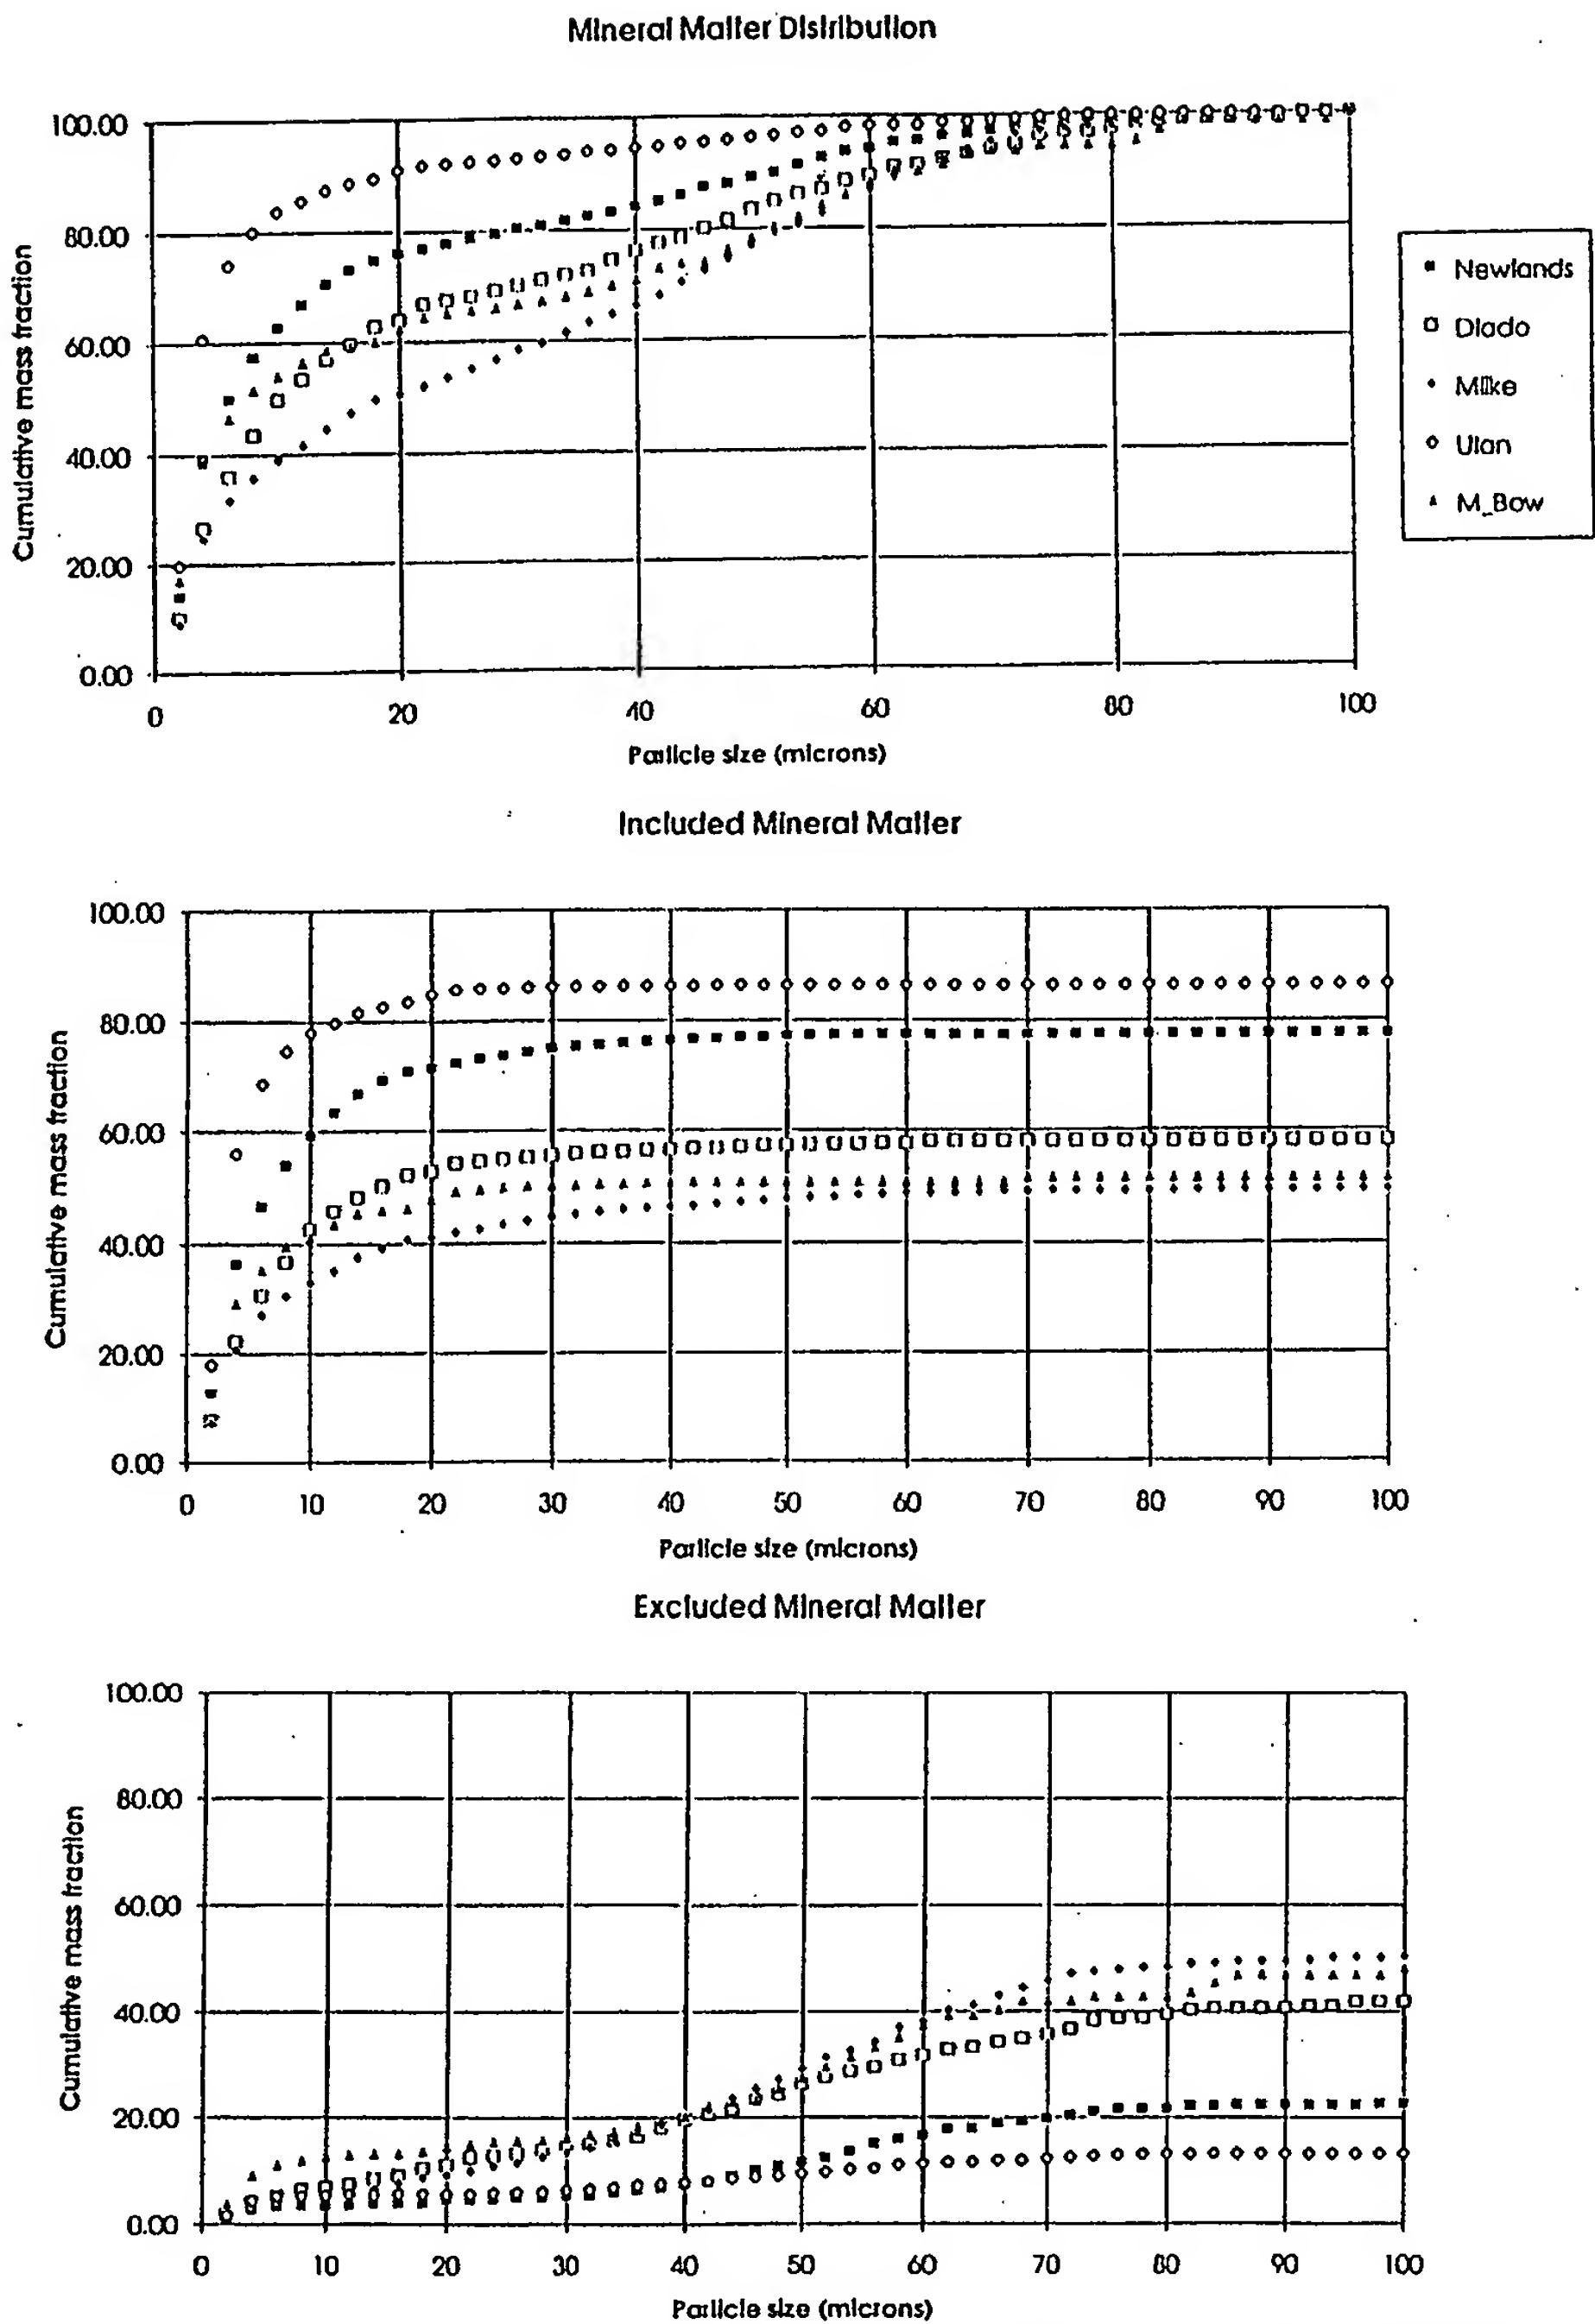 Mineral Matter Distribution
100.00
80.00
60.00
40.00
20.00
0.00
Cumulative mass fraction
0 20 40 60 80 100
Particle size (microns)
Newlands
Dlado
Miike
Ulan
M_Bow
Included Mineral Matter
100.00
80.00
60.00
40.00
20.00
0.00
Cumulative mass fraction
0 10 20 30 40 50 60 70 80 90 100
Particle size (microns)
Excluded Mineral Matter
100.00
80.00
60.00
40.00
20.00
0.00
Cumulative mass fraction
0 10 20 30 40 50 60 70 80 90 100
Particle size (microns)